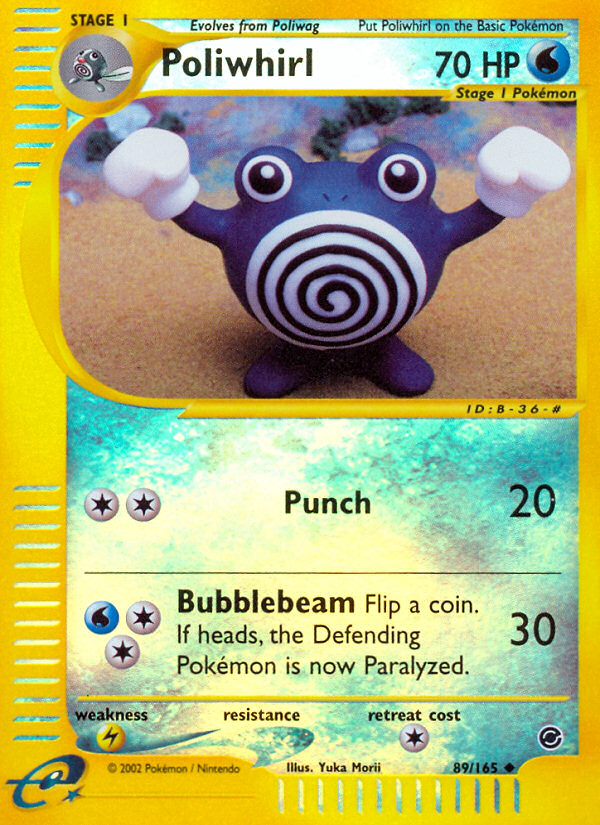 STAGE 1
Evolves from Poliwag
Put Poliwhirl on the Basic Pokémon
Poliwhirl
70 HP
Stage 1 Pokémon
ID:B-36-#
Punch
20
Bubblebeam Flip a coin.
If heads, the Defending
Pokémon is now Paralyzed.
30
weakness
resistance
retreat cost
© 2002 Pokémon / Nintendo
Illus. Yuka Morii
89/165
e